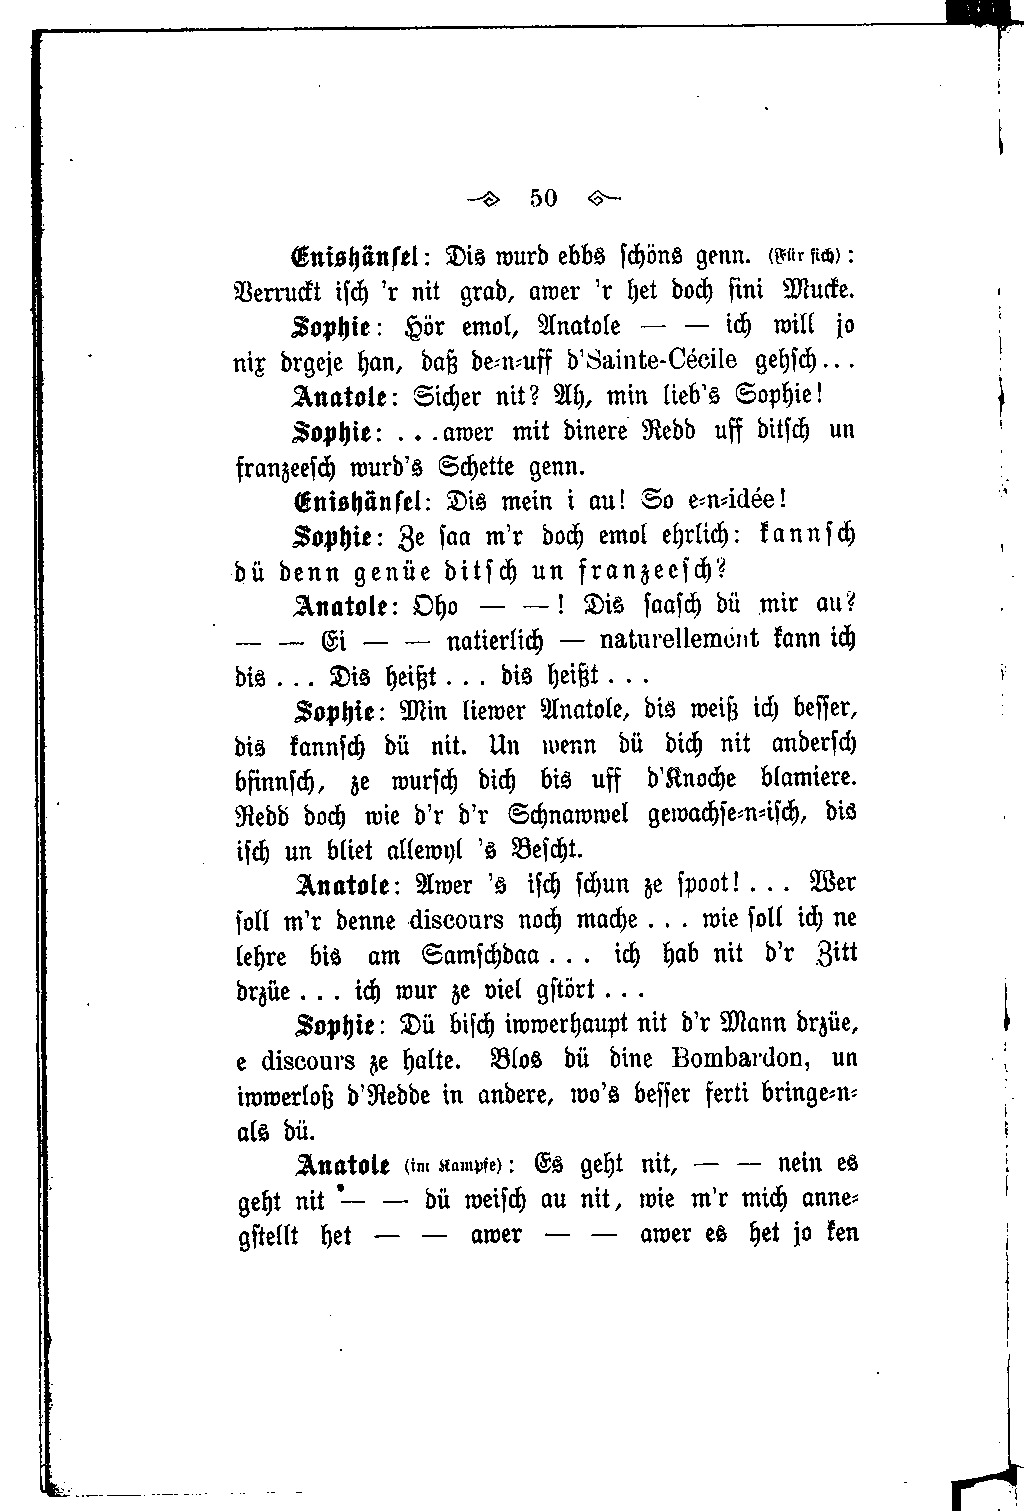 50
Enishänsel: Dis wurd ebbs schöns genn. (Für sich):
Verruckt isch 'r nit grad, awer 'r het doch sini Mucke.
Sophie: Hör emol, Anatole — — ich will jo
nix drgeje han, daß de-n-uff d'Sainte-Cécile gehsch...
Anatole: Sicher nit? Ah, min lieb's Sophie!
Sophie: ...awer mit dinere Redd uff ditsch un
franzeesch wurd's Schette genn.
Enishänsel: Dis mein i au! So e-n-idée!
Sophie: Ze saa m'r doch emol ehrlich: kannsch
dü denn genüe ditsch un franzeesch?
Anatole: Oho — —! Dis saasch dü mir au?
— — Ei — — natierlich — naturellement kann ich
dis ... Dis heißt ... dis heißt ...
Sophie: Min liewer Anatole, dis weiß ich besser,
dis kannsch dü nit. Un wenn dü dich nit andersch
bsinnsch, ze wursch dich bis uff d'Knoche blamiere.
Redd doch wie d'r d'r Schnawwel gewachse-n-isch, dis
isch un bliet allewyl 's Bescht.
Anatole: Awer 's isch schun ze spoot! ... Wer
soll m'r denne discours noch mache ... wie soll ich ne
lehre bis am Samschdaa ... ich hab nit d'r Zitt
drzüe ... ich wur ze viel gstört ...
Sophie: Dü bisch iwwerhaupt nit d'r Mann drzüe,
e discours ze halte. Blos dü dine Bombardon, un
iwwerloß d'Redde in andere, wo's besser ferti bringe-n-
als dü.
Anatole (im Kampfe): Es geht nit, — — nein es
geht nit — — dü weisch au nit, wie m'r mich anne-
gstellt het — — awer — — awer es het jo ken